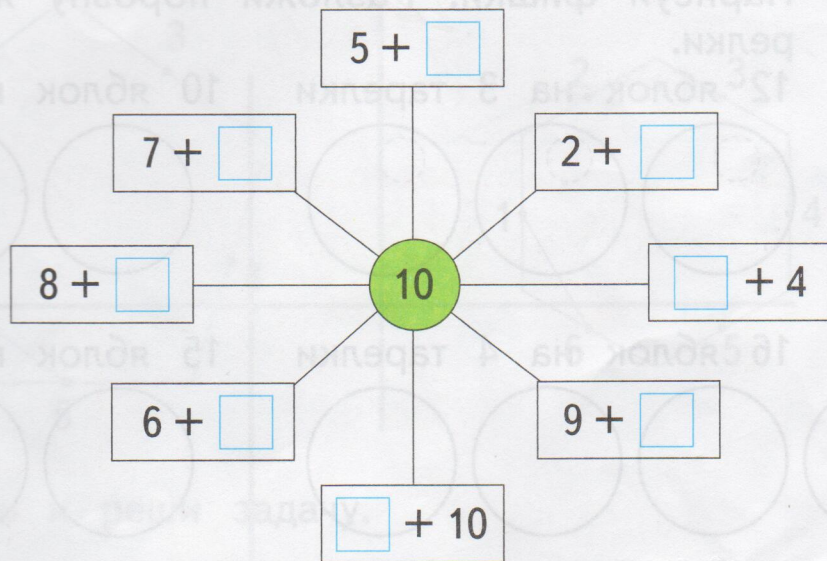 5 + □
7 + □
2 + □
8 + □
10
□ + 4
6 + □
9 + □
□ + 10